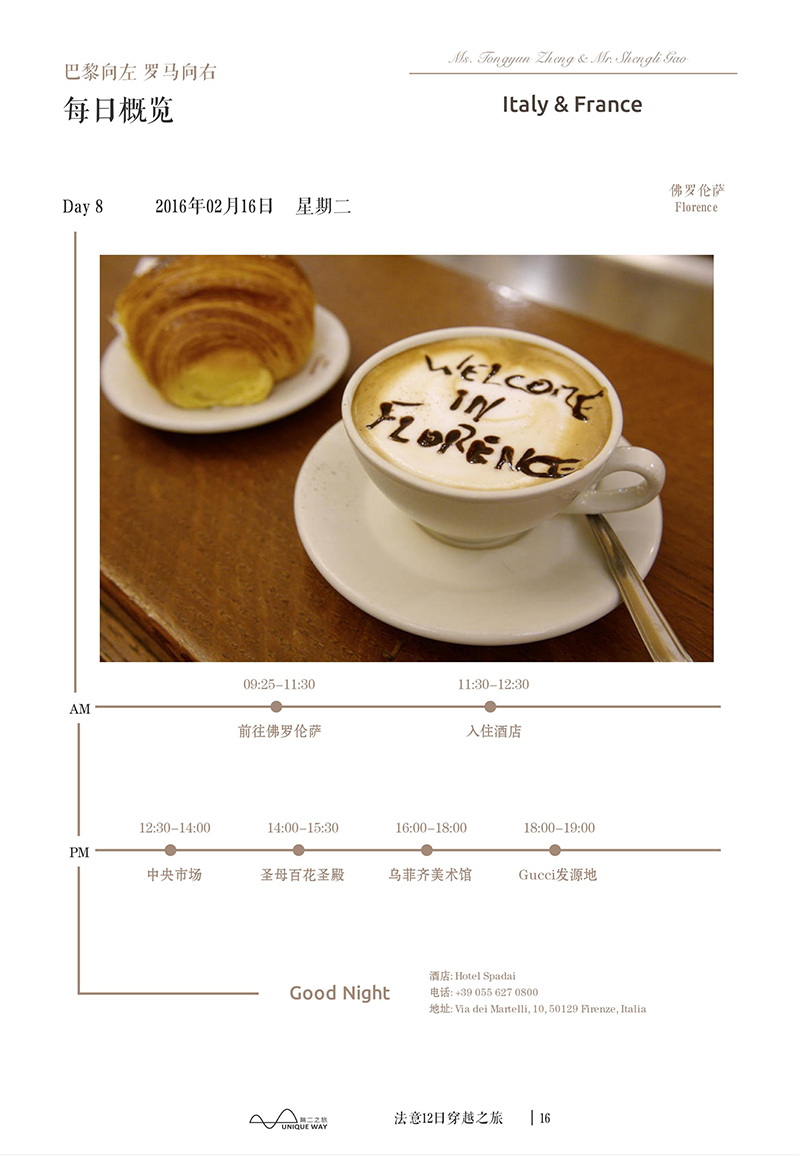 巴黎向左 罗马向右
每日概览
Ms. Tongyun Zheng & Mr. Shengli Gao
Italy & France
Day 8 2016年02月16日 星期二
佛罗伦萨
Florence
WELCOME
IN
FLORENCE
09:25–11:30 11:30–12:30
AM
前往佛罗伦萨 入住酒店
12:30–14:00 14:00–15:30 16:00–18:00 18:00–19:00
PM
中央市场 圣母百花圣殿 乌菲齐美术馆 Gucci发源地
Good Night
酒店: Hotel Spadai
电话: +39 055 627 0800
地址: Via dei Martelli, 10, 50129 Firenze, Italia
无二之旅
UNIQUE WAY
法意12日穿越之旅 | 16